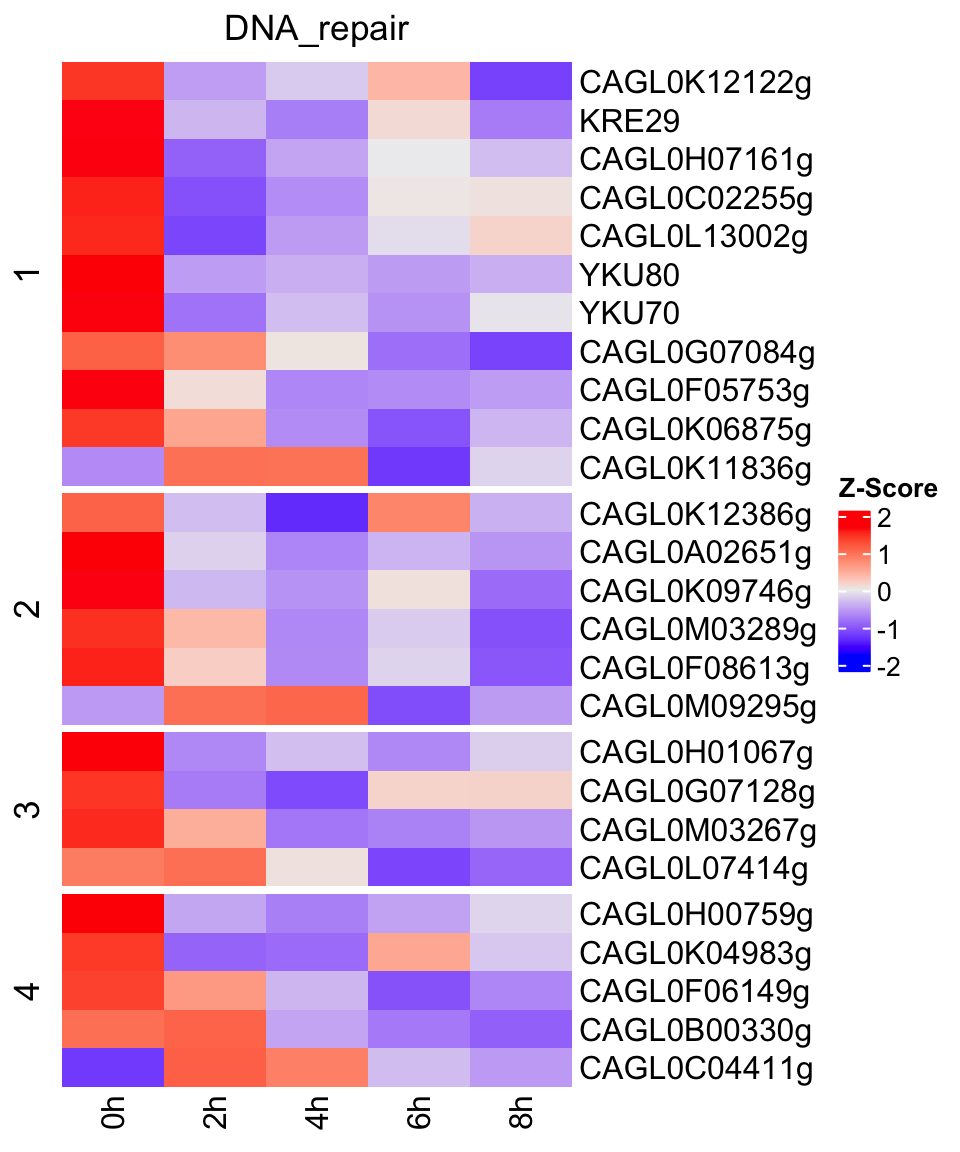 DNA_repair
1
CAGL0K12122g
KRE29
CAGL0H07161g
CAGL0C02255g
CAGL0L13002g
YKU80
YKU70
CAGL0G07084g
CAGL0F05753g
CAGL0K06875g
CAGL0K11836g
2
CAGL0K12386g
CAGL0A02651g
CAGL0K09746g
CAGL0M03289g
CAGL0F08613g
CAGL0M09295g
3
CAGL0H01067g
CAGL0G07128g
CAGL0M03267g
CAGL0L07414g
4
CAGL0H00759g
CAGL0K04983g
CAGL0F06149g
CAGL0B00330g
CAGL0C04411g
0h 2h 4h 6h 8h
Z-Score
2
1
0
-1
-2